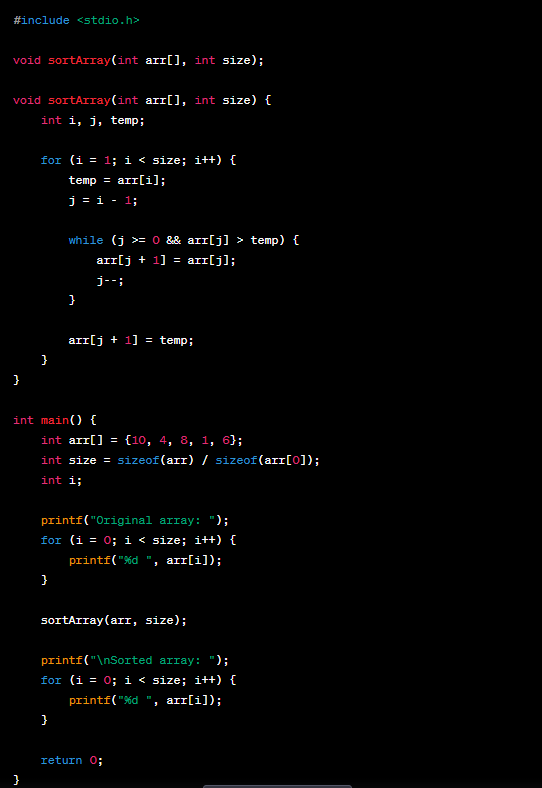 #include <stdio.h>

void sortArray(int arr[], int size);

void sortArray(int arr[], int size) {
    int i, j, temp;

    for (i = 1; i < size; i++) {
        temp = arr[i];
        j = i - 1;

        while (j >= 0 && arr[j] > temp) {
            arr[j + 1] = arr[j];
            j--;
        }

        arr[j + 1] = temp;
    }
}

int main() {
    int arr[] = {10, 4, 8, 1, 6};
    int size = sizeof(arr) / sizeof(arr[0]);
    int i;

    printf("Original array: ");
    for (i = 0; i < size; i++) {
        printf("%d ", arr[i]);
    }

    sortArray(arr, size);

    printf("\nSorted array: ");
    for (i = 0; i < size; i++) {
        printf("%d ", arr[i]);
    }

    return 0;
}